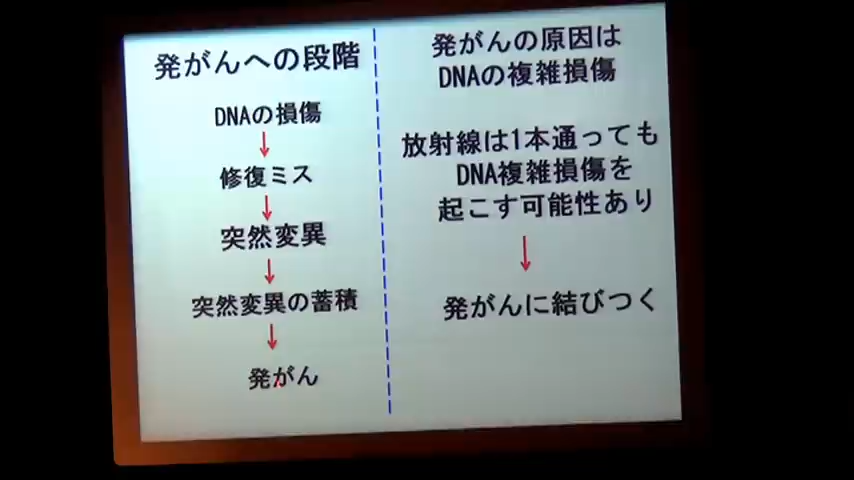 発がんへの段階
DNAの損傷
↓
修復ミス
↓
突然変異
↓
突然変異の蓄積
↓
発がん
発がんの原因は
DNAの複雑損傷
放射線は1本通っても
DNA複雑損傷を
起こす可能性あり
↓
発がんに結びつく